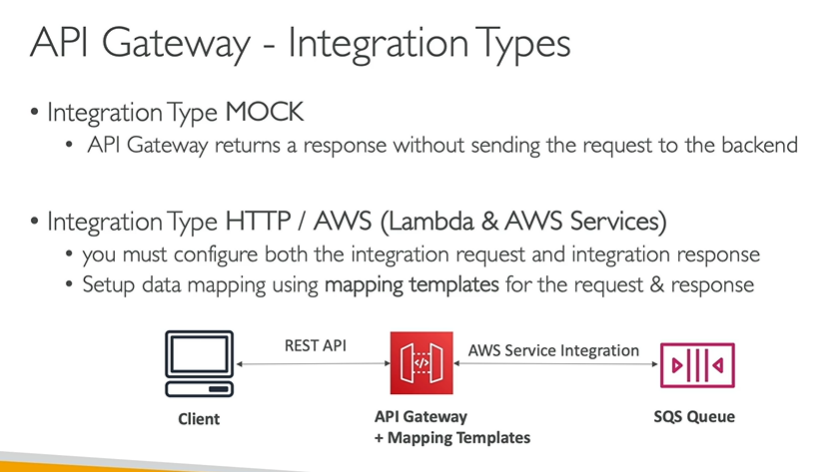 API Gateway - Integration Types
• Integration Type MOCK
• API Gateway returns a response without sending the request to the backend
• Integration Type HTTP / AWS (Lambda & AWS Services)
• you must configure both the integration request and integration response
• Setup data mapping using mapping templates for the request & response
REST API
AWS Service Integration
</>
Client
API Gateway
+ Mapping Templates
SQS Queue